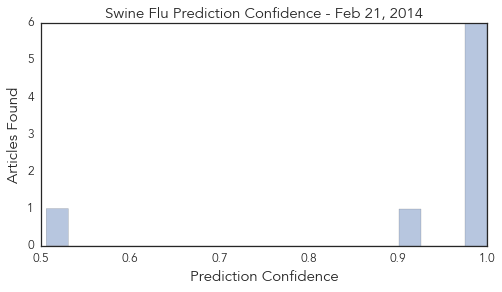 Swine Flu Prediction Confidence - Feb 21, 2014
Articles Found
6
5
4
3
2
1
0
0.5 0.6 0.7 0.8 0.9 1.0
Prediction Confidence